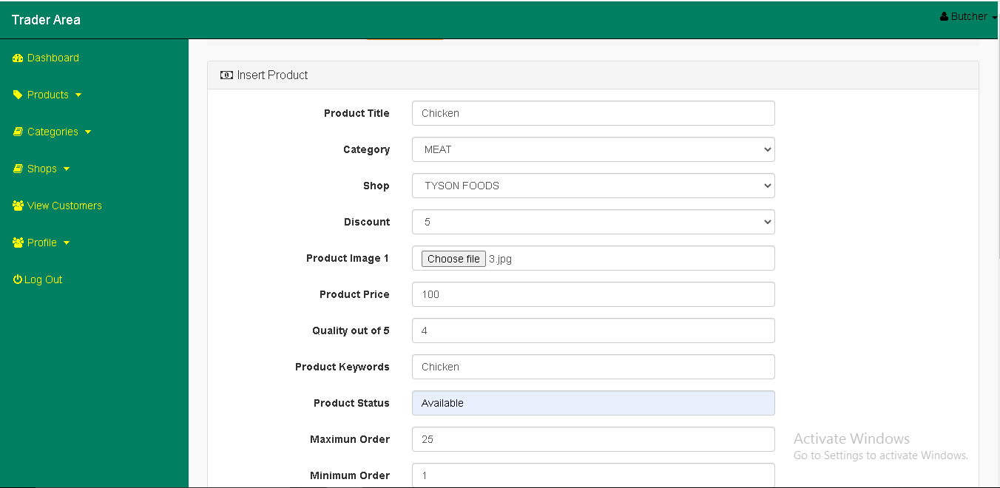 Trader Area
Butcher
Dashboard
Products
Categories
Shops
View Customers
Profile
Log Out
Insert Product
Product Title Chicken
Category MEAT
Shop TYSON FOODS
Discount 5
Product Image 1 Choose file 3.jpg
Product Price 100
Quality out of 5 4
Product Keywords Chicken
Product Status Available
Maximun Order 25
Minimum Order 1
Activate Windows
Go to Settings to activate Windows.